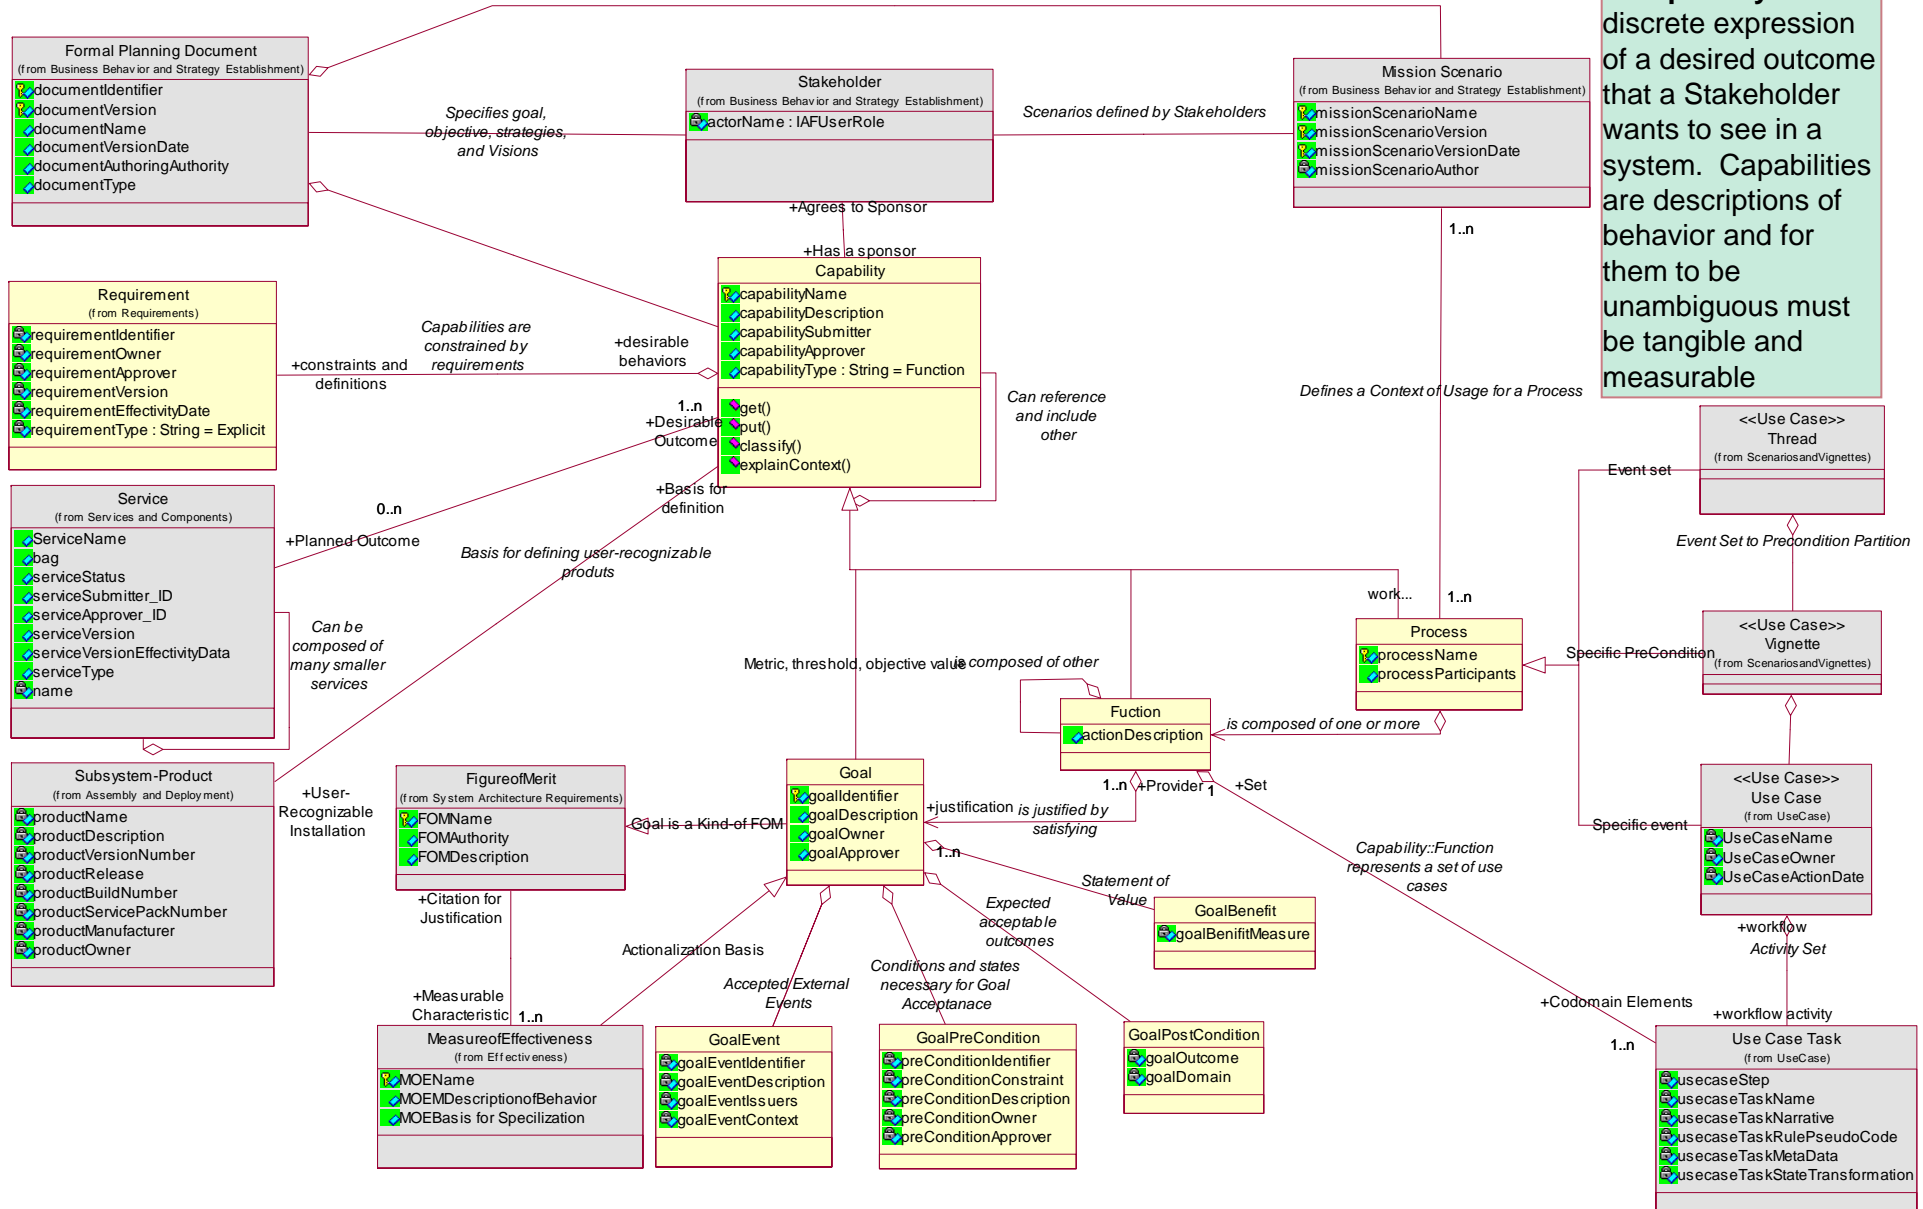 discrete expression
of a desired outcome
that a Stakeholder
wants to see in a
system. Capabilities
are descriptions of
behavior and for
them to be
unambiguous must
be tangible and
measurable
Formal Planning Document
(from Business Behavior and Strategy Establishment)
documentIdentifier
documentVersion
documentName
documentVersionDate
documentAuthoringAuthority
documentType
Specifies goal,
objective, strategies,
and Visions
Stakeholder
(from Business Behavior and Strategy Establishment)
actorName : IAFUserRole
Scenarios defined by Stakeholders
Mission Scenario
(from Business Behavior and Strategy Establishment)
missionScenarioName
missionScenarioVersion
missionScenarioVersionDate
missionScenarioAuthor
1..n
+Agrees to Sponsor
+Has a sponsor
Capability
capabilityName
capabilityDescription
capabilitySubmitter
capabilityApprover
capabilityType : String = Function
get()
put()
classify()
explainContext()
Requirement
(from Requirements)
requirementIdentifier
requirementOwner
requirementApprover
requirementVersion
requirementEffectivityDate
requirementType : String = Explicit
Capabilities are
constrained by
requirements
+constraints and
definitions
+desirable
behaviors
Can reference
and include
other
Defines a Context of Usage for a Process
1..n
+Desirable
Outcome
+Basis for
definition
0..n
+Planned Outcome
Basis for defining user-recognizable
produts
Service
(from Services and Components)
ServiceName
bag
serviceStatus
serviceSubmitter_ID
serviceApprover_ID
serviceVersion
serviceVersionEffectivityData
serviceType
name
Can be
composed of
many smaller
services
<<Use Case>>
Thread
(from ScenariosandVignettes)
Event set
Event Set to Precondition Partition
<<Use Case>>
Vignette
(from ScenariosandVignettes)
Specific PreCondition
work...
1..n
Process
processName
processParticipants
Metric, threshold, objective value
is composed of other
Fuction
actionDescription
is composed of one or more
Subsystem-Product
(from Assembly and Deployment)
productName
productDescription
productVersionNumber
productRelease
productBuildNumber
productServicePackNumber
productManufacturer
productOwner
+User-
Recognizable
Installation
FigureofMerit
(from System Architecture Requirements)
FOMName
FOMAuthority
FOMDescription
Goal is a Kind-of FOM
Goal
goalIdentifier
goalDescription
goalOwner
goalApprover
+justification
is justified by
satisfying
1..n
+Provider
1
+Set
1..n
<<Use Case>>
Use Case
(from UseCase)
UseCaseName
UseCaseOwner
UseCaseActionDate
Specific event
Capability::Function
represents a set of use
cases
Statement of
Value
GoalBenefit
goalBenifitMeasure
Expected
acceptable
outcomes
+Citation for
Justification
Actionalization Basis
Accepted External
Events
Conditions and states
necessary for Goal
Acceptanace
+workflow
Activity Set
+Measurable
Characteristic
1..n
MeasureofEffectiveness
(from Effectiveness)
MOEName
MOEMDescriptionofBehavior
MOEBasis for Specilization
GoalEvent
goalEventIdentifier
goalEventDescription
goalEventIssuers
goalEventContext
GoalPreCondition
preConditionIdentifier
preConditionConstraint
preConditionDescription
preConditionOwner
preConditionApprover
GoalPostCondition
goalOutcome
goalDomain
+Codomain Elements
+workflow activity
1..n
Use Case Task
(from UseCase)
usecaseStep
usecaseTaskName
usecaseTaskNarrative
usecaseTaskRulePseudoCode
usecaseTaskMetaData
usecaseTaskStateTransformation